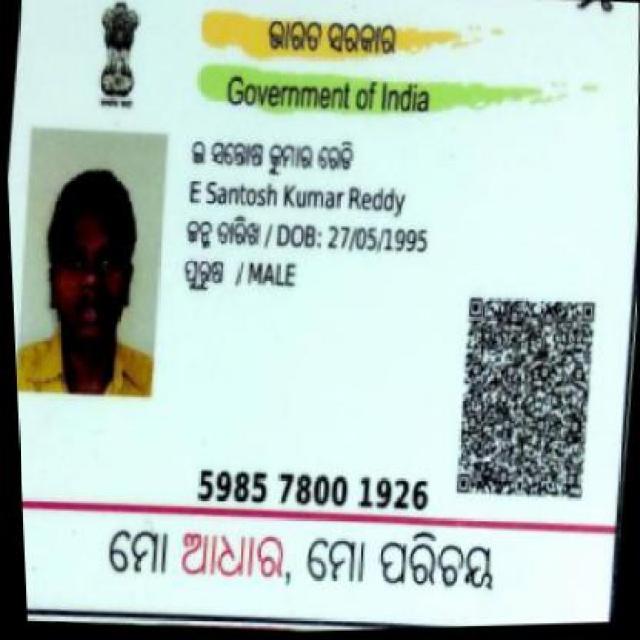 ଭାରତ ସରକାର
Government of India
ଇ ସନ୍ତୋଷ କୁମାର ରେଡ଼ି
E Santosh Kumar Reddy
ଜନ୍ମ ତାରିଖ / DOB: 27/05/1995
ପୁରୁଷ / MALE
5985 7800 1926
ମୋ ଆଧାର, ମୋ ପରିଚୟ